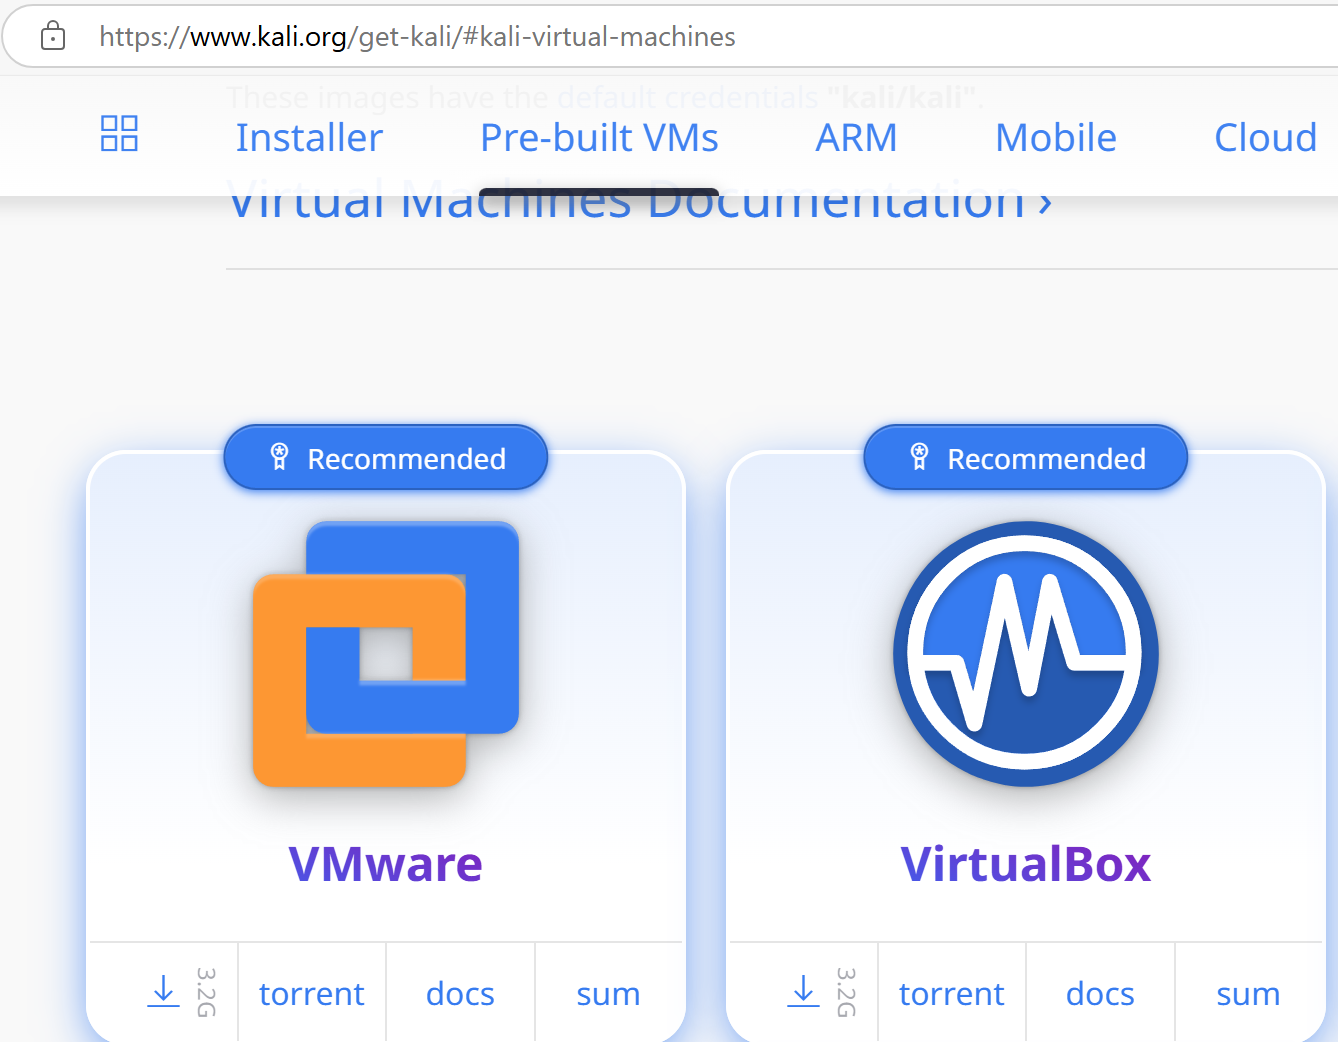 https://www.kali.org/get-kali/#kali-virtual-machines
These images have the default credentials "kali/kali".
Installer Pre-built VMs ARM Mobile Cloud
Virtual Machines Documentation ›
Recommended Recommended
VMware VirtualBox
3.2G torrent docs sum 3.2G torrent docs sum